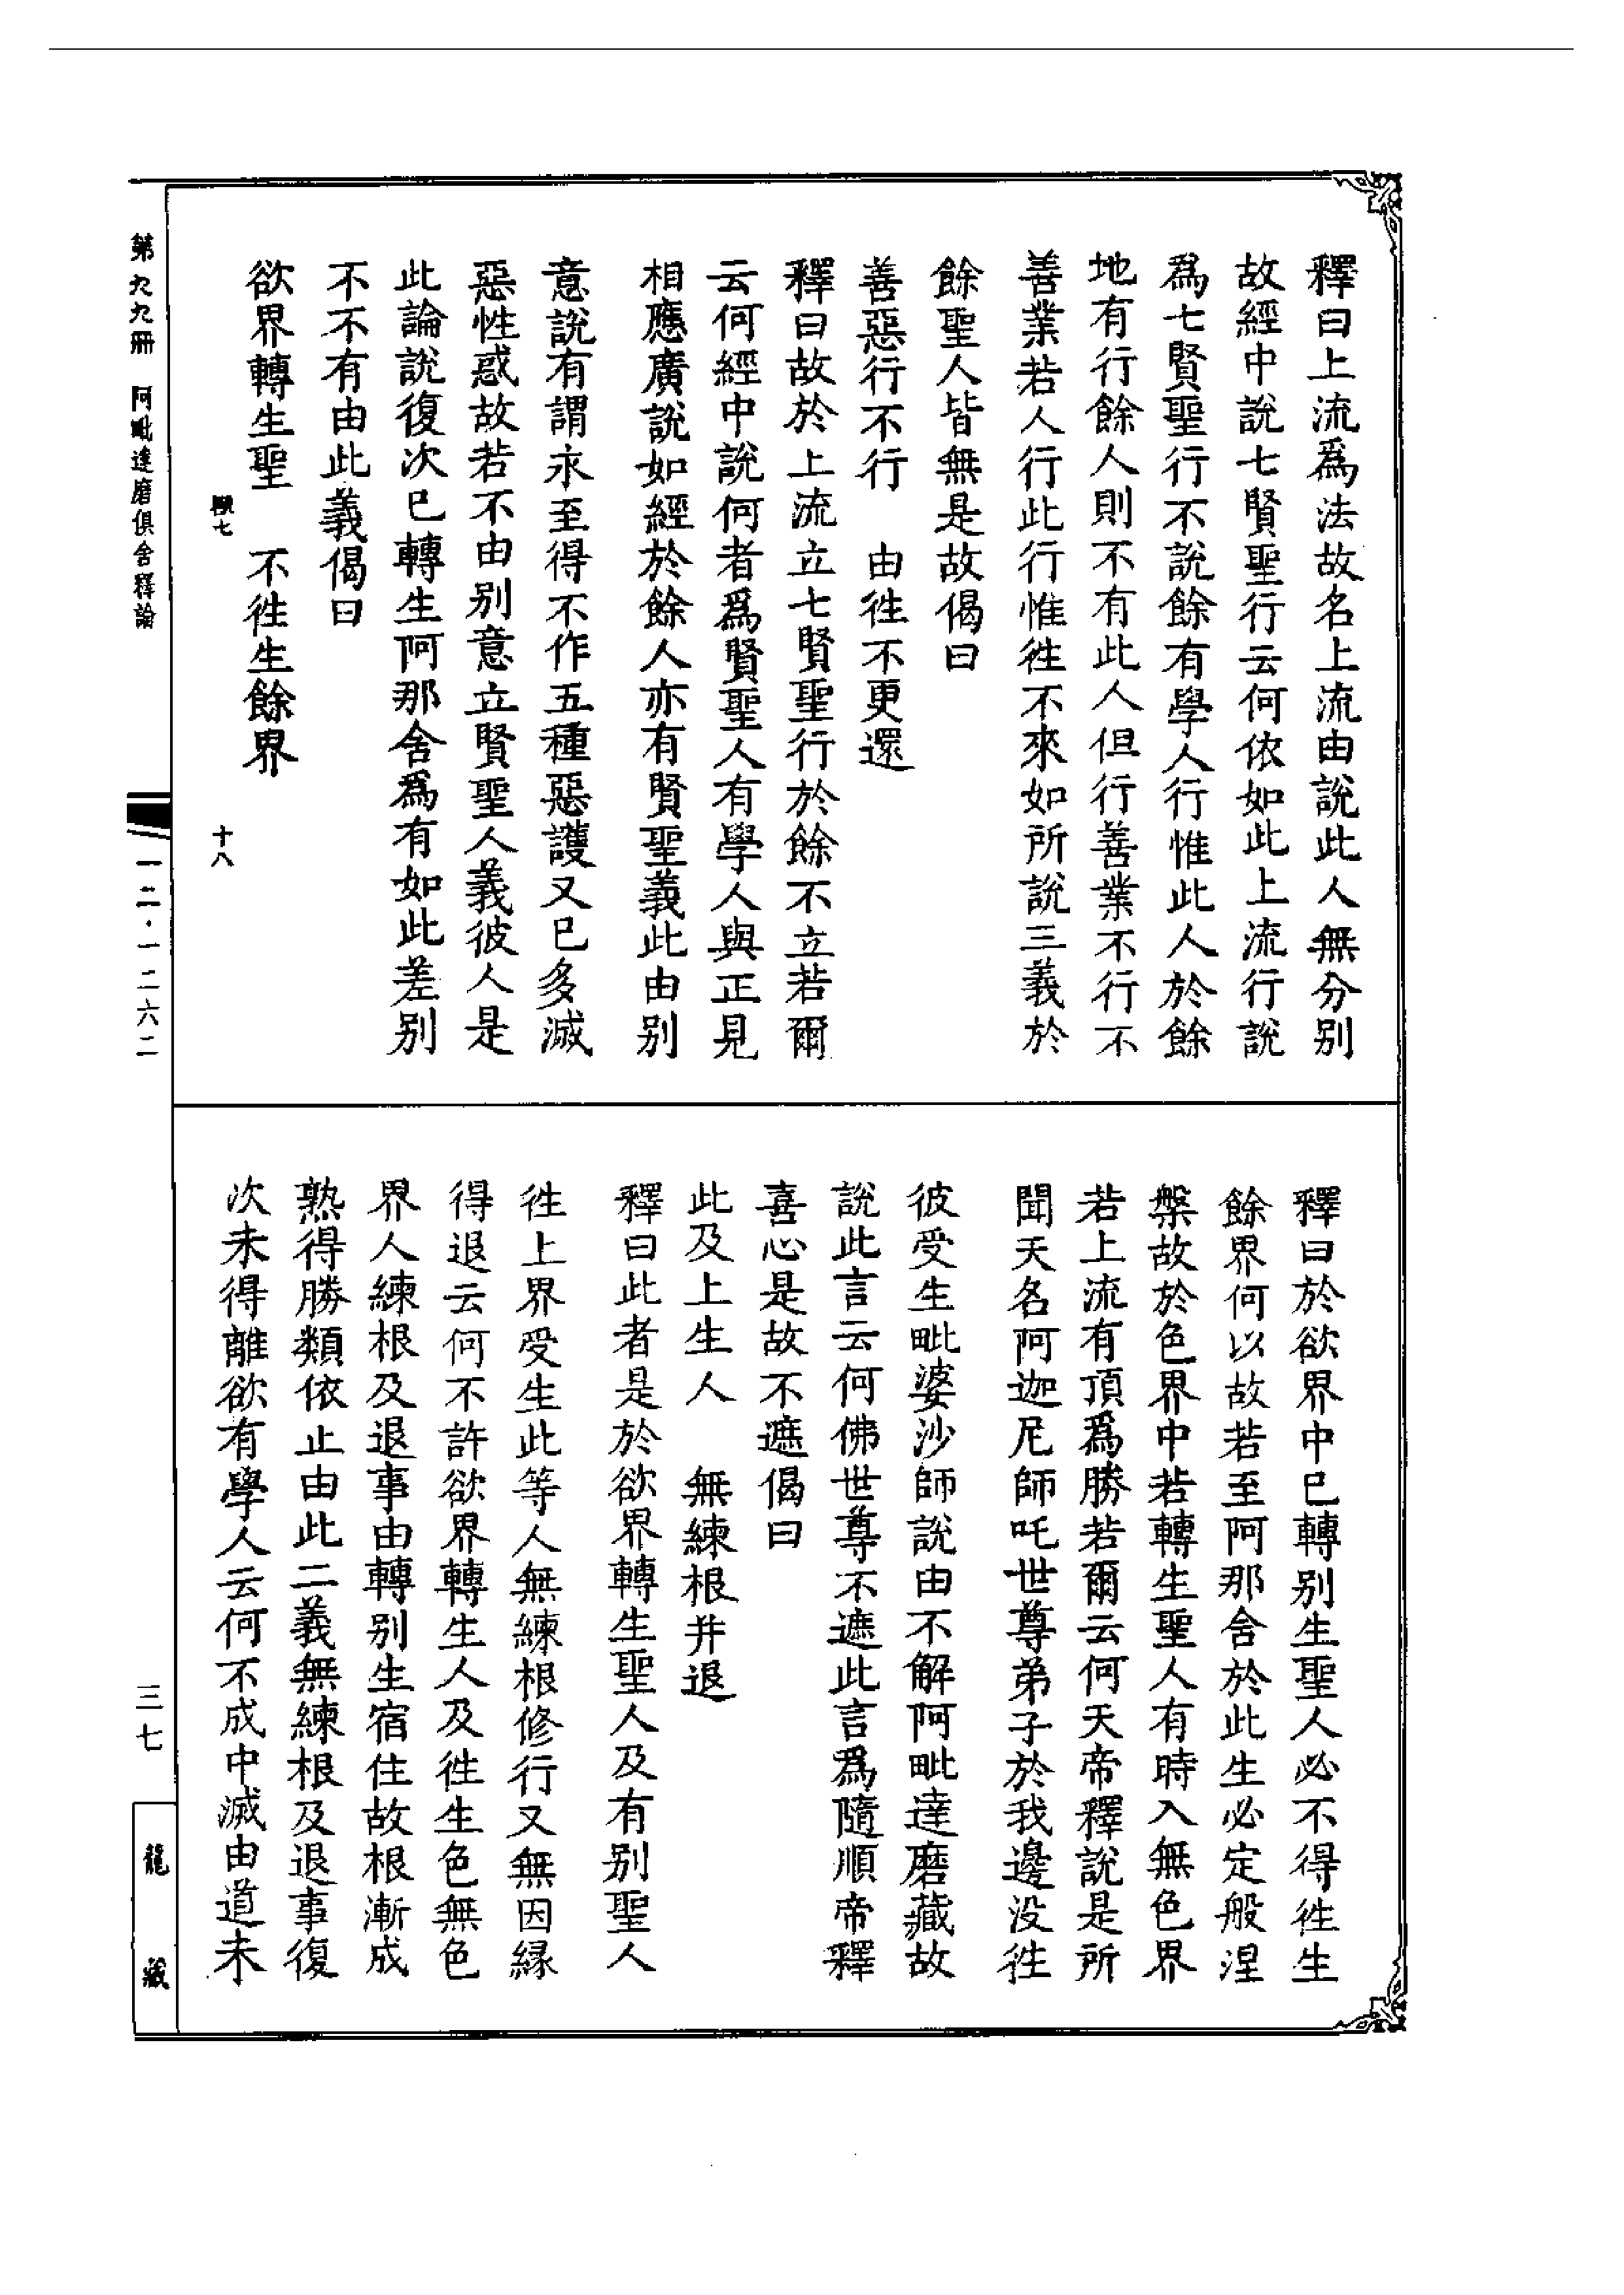 釋曰上流爲法故名上流由說此人無分别
故經中說七賢聖行云何依如此上流行說
爲七賢聖行不說餘有學人行惟此人於餘
地有行餘人則不有此人但行善業不行不
善業若人行此行惟徃不來如所說三義於
餘聖人皆無是故偈曰
善惡行不行　由徃不更還
釋曰故於上流立七賢聖行於餘不立若爾
云何經中說何者爲賢聖人有學人與正見
相應廣說如經於餘人亦有賢聖義此由别
意說有謂永至得不作五種惡護又已多滅
惡性惑故若不由别意立賢聖人義彼人是
此論說復次已轉生阿那舍爲有如此差别
不不有由此義偈曰
欲界轉生聖　不徃生餘界
釋曰於欲界中已轉别生聖人必不得徃生
餘界何以故若至阿那舍於此生必定般涅
槃故於色界中若轉生聖人有時入無色界
若上流有頂爲勝若爾云何天帝釋說是所
聞天名阿迦尼師吒世尊弟子於我邊没徃
彼受生毗婆沙師說由不解阿毗達磨藏故
說此言云何佛世尊不遮此言爲隨順帝釋
喜心是故不遮偈曰
此及上生人　無練根并退
釋曰此者是於欲界轉生聖人及有别聖人
徃上界受生此等人無練根修行又無因緣
得退云何不許欲界轉生人及徃生色無色
界人練根及退事由轉别生宿住故根漸成
熟得勝類依止由此二義無練根及退事復
次未得離欲有學人云何不成中滅由道未
七
十八
第九九冊　阿毗達磨俱舍釋論
一二·一二六二
三七
龍藏